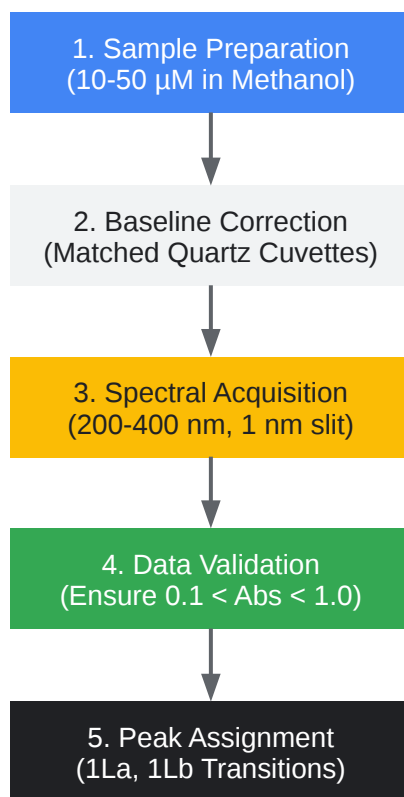 1. Sample Preparation
(10-50 µM in Methanol)
2. Baseline Correction
(Matched Quartz Cuvettes)
3. Spectral Acquisition
(200-400 nm, 1 nm slit)
4. Data Validation
(Ensure 0.1 < Abs < 1.0)
5. Peak Assignment
(1La, 1Lb Transitions)